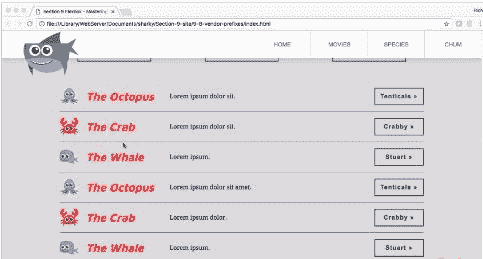 Section 9 Flexbox - Masterin
file:///Library/WebServer/Documents/sharky/Section-9-site/9-8-vendor-prefixes/index.html
HOME MOVIES SPECIES CHUM
The Octopus Lorem ipsum dolor sit. Tenticals »
The Crab Lorem ipsum dolor sit. Crabby »
The Whale Lorem ipsum. Stuart »
The Octopus Lorem ipsum dolor sit amet. Tenticals »
The Crab Lorem ipsum dolor. Crabby »
The Whale Lorem ipsum. Stuart »